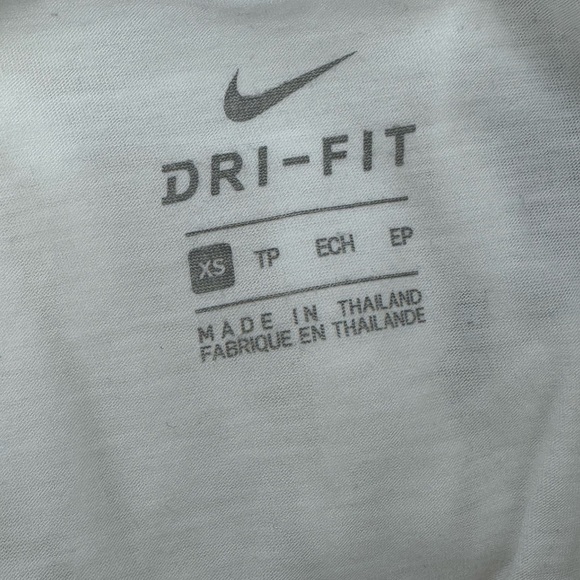 DRI-FIT
XS TP ECH EP
MADE IN THAILAND
FABRIQUE EN THAILANDE